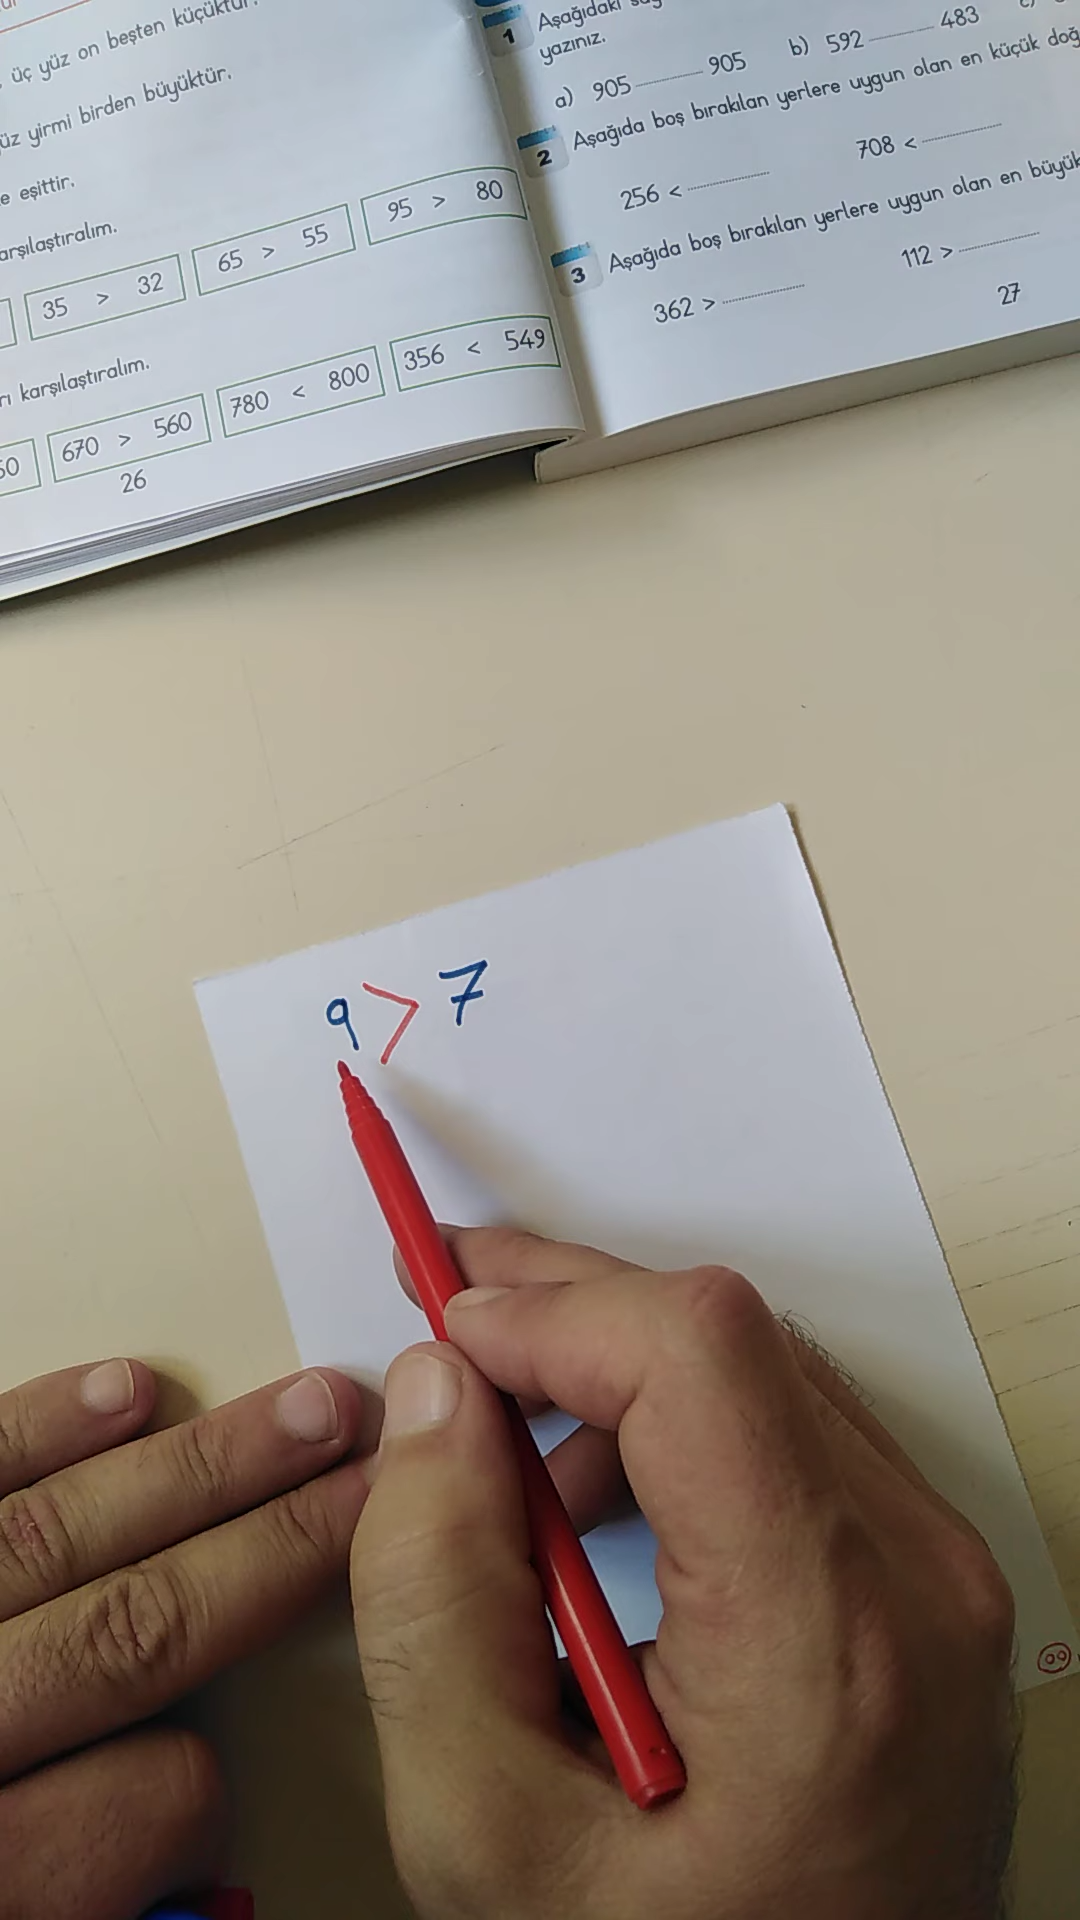 üç yüz on beşten küçüktür.
yirmi birden büyüktür.
eşittir.
35 > 32
65 > 55
95 > 80
karşılaştıralım.
670 > 560
780 < 800
356 < 549
26
1 Aşağıdaki
yazınız.
a) 905 ______ 905 b) 592 ______ 483
2 Aşağıda boş bırakılan yerlere uygun olan en küçük
256 < ............ 708 < ............
3 Aşağıda boş bırakılan yerlere uygun olan en büyük
362 > ............ 112 > ............
27
9 > 7